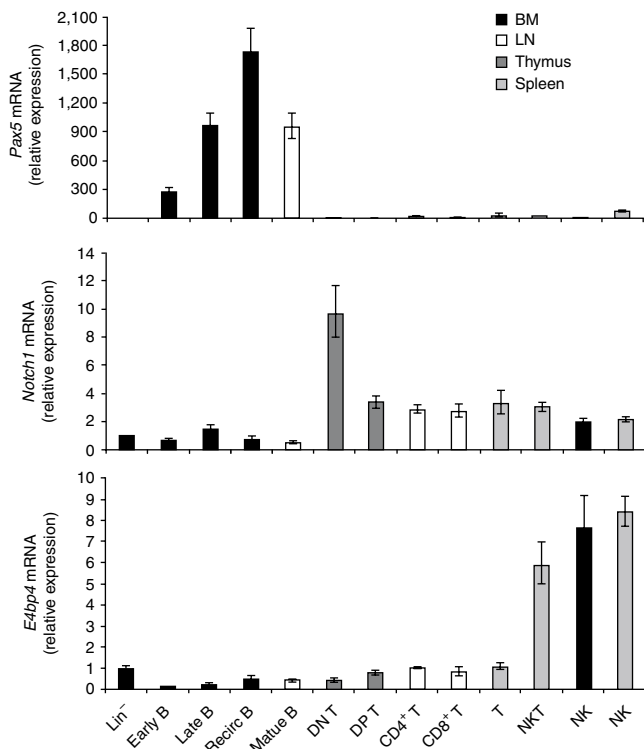 BM
LN
Thymus
Spleen
Pax5 mRNA
(relative expression)
2,100
1,800
1,500
1,200
900
600
300
0
Notch1 mRNA
(relative expression)
14
12
10
8
6
4
2
0
E4bp4 mRNA
(relative expression)
10
9
8
7
6
5
4
3
2
1
0
Lin⁻
Early B
Late B
Recirc B
Matue B
DN T
DP T
CD4⁺ T
CD8⁺ T
T
NKT
NK
NK